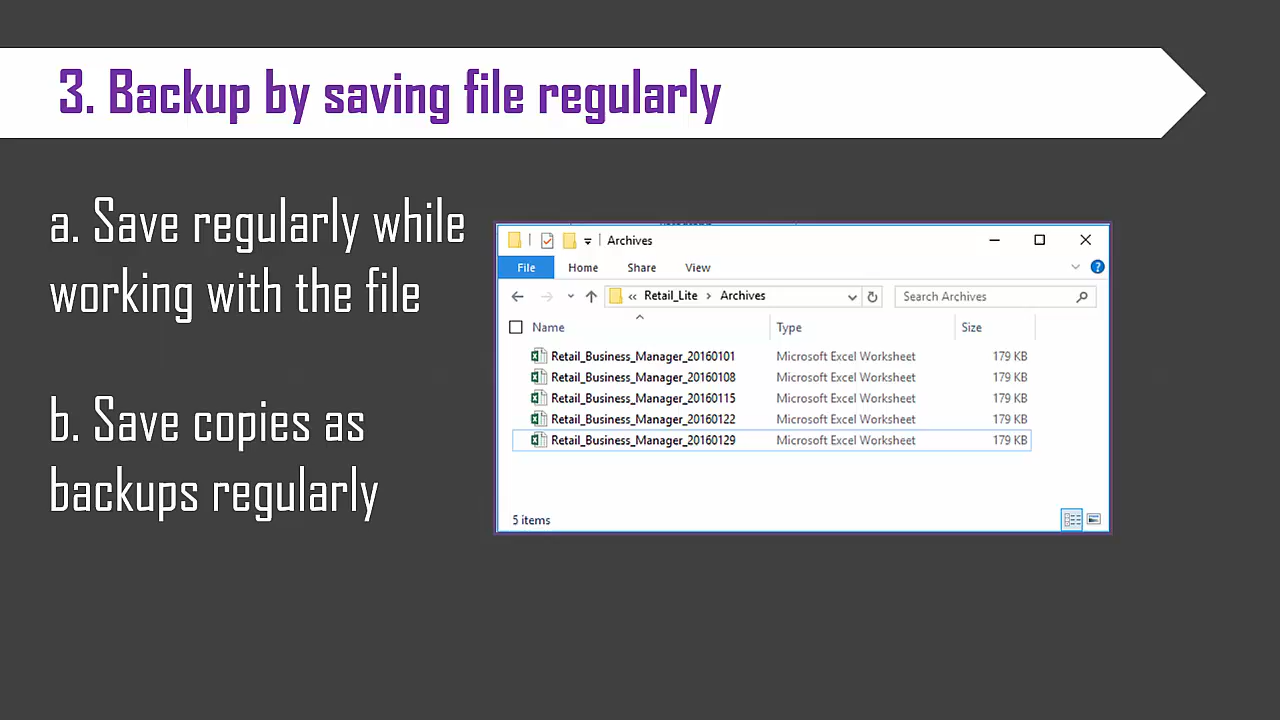 3. Backup by saving file regularly
a. Save regularly while
working with the file
b. Save copies as
backups regularly
Archives
File Home Share View
« Retail_Lite > Archives Search Archives
Name Type Size
Retail_Business_Manager_20160101 Microsoft Excel Worksheet 179 KB
Retail_Business_Manager_20160108 Microsoft Excel Worksheet 179 KB
Retail_Business_Manager_20160115 Microsoft Excel Worksheet 179 KB
Retail_Business_Manager_20160122 Microsoft Excel Worksheet 179 KB
Retail_Business_Manager_20160129 Microsoft Excel Worksheet 179 KB
5 items